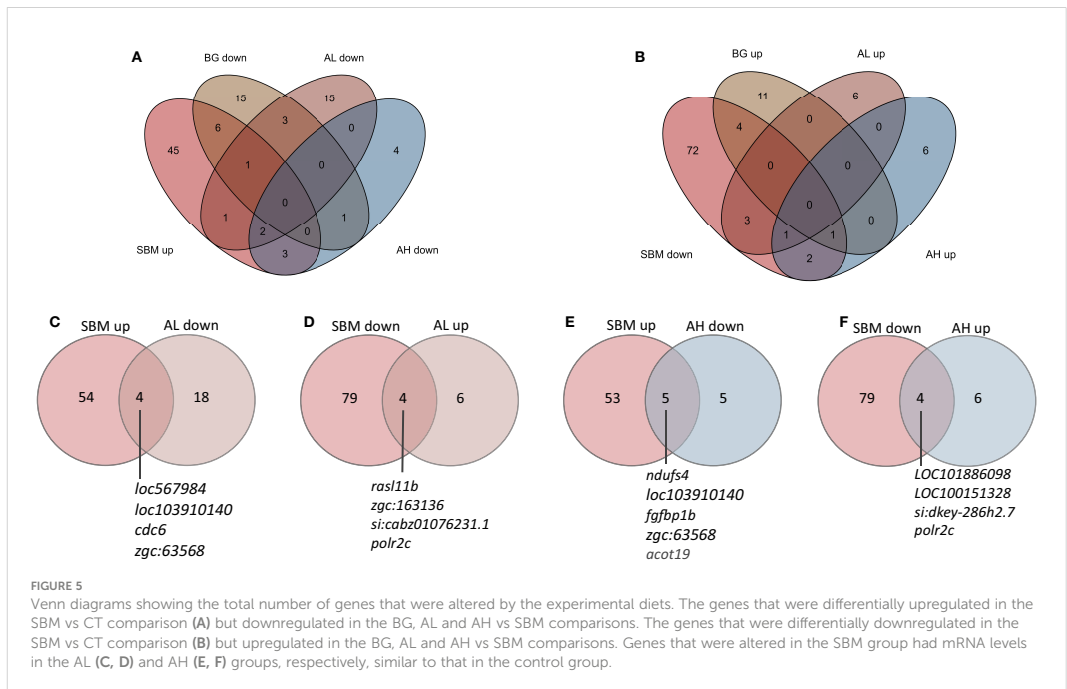 A
BG down
AL down
15
15
6
3
0
45
4
1
0
0
1
1
2
0
3
SBM up
AH down
B
BG up
AL up
11
6
4
0
0
72
6
0
0
0
3
0
1
1
2
SBM down
AH up
C
SBM up
AL down
54
4
18
loc567984
loc103910140
cdc6
zgc:63568
D
SBM down
AL up
79
4
6
rasl11b
zgc:163136
si:cabz01076231.1
polr2c
E
SBM up
AH down
53
5
5
ndufs4
loc103910140
fgfbp1b
zgc:63568
acot19
F
SBM down
AH up
79
4
6
LOC101886098
LOC100151328
si:dkey-286h2.7
polr2c
FIGURE 5
Venn diagrams showing the total number of genes that were altered by the experimental diets. The genes that were differentially upregulated in the
SBM vs CT comparison (A) but downregulated in the BG, AL and AH vs SBM comparisons. The genes that were differentially downregulated in the
SBM vs CT comparison (B) but upregulated in the BG, AL and AH vs SBM comparisons. Genes that were altered in the SBM group had mRNA levels
in the AL (C, D) and AH (E, F) groups, respectively, similar to that in the control group.